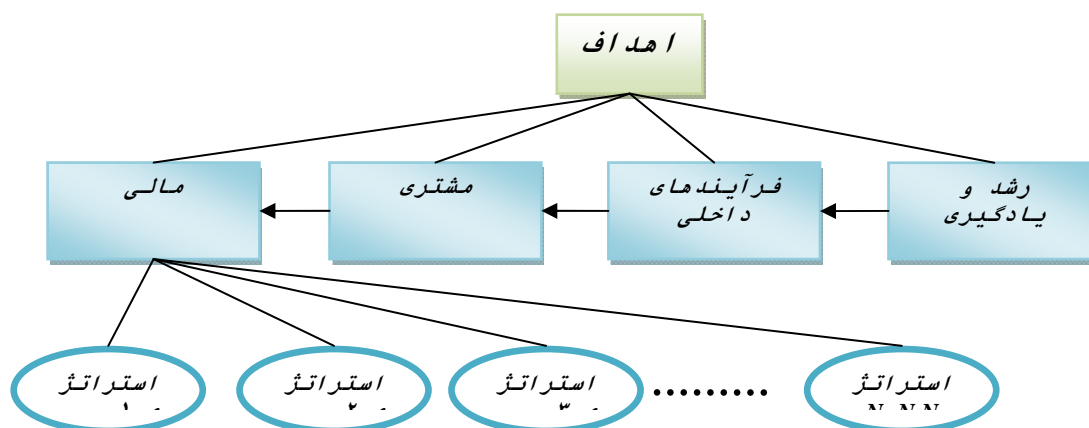 اهداف
رشد و
یادگیری
فرآیندهای
داخلی
مشتری
مالی
استراتژ
استراتژ
استراتژ
.........
استراتژ